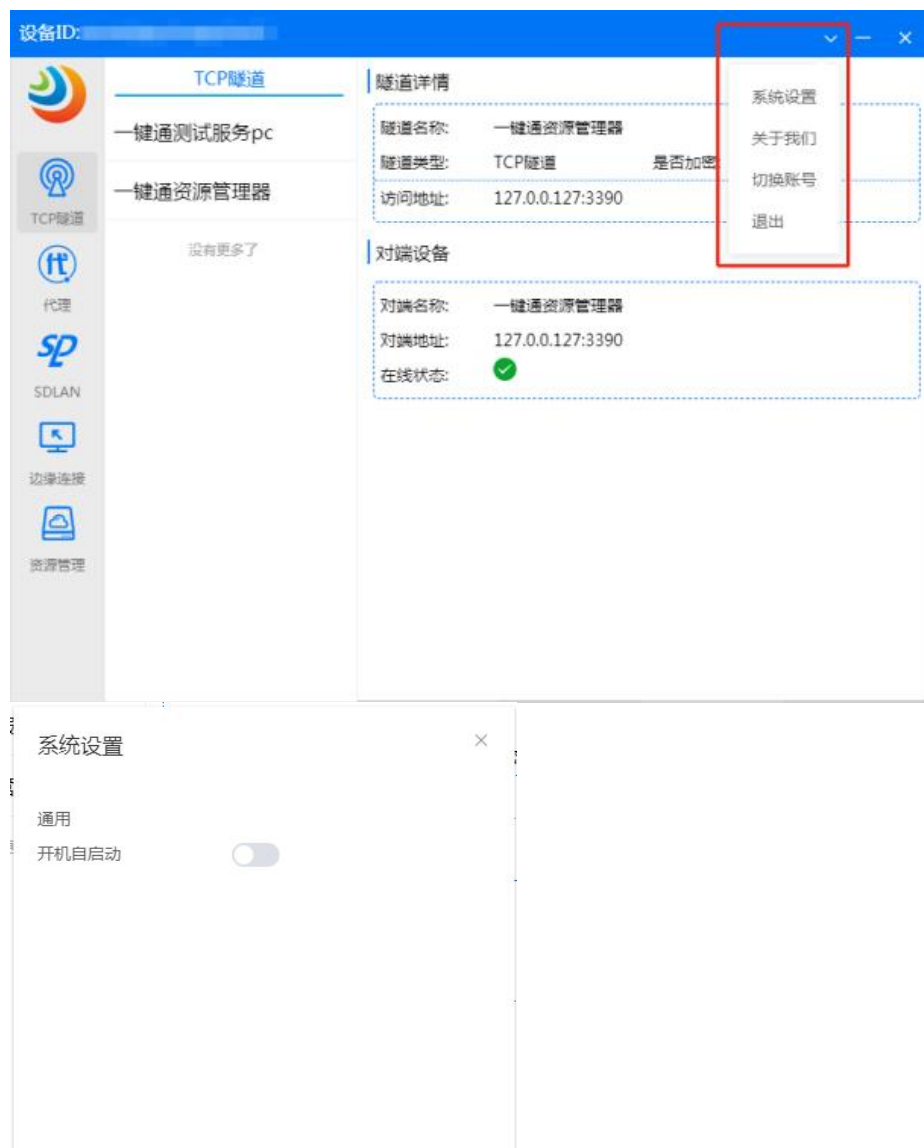 设备ID:
TCP隧道
一键通测试服务pc
一键通资源管理器
没有更多了
TCP隧道
代理
SDLAN
边缘连接
资源管理
隧道详情
隧道名称: 一键通资源管理器
隧道类型: TCP隧道 是否加密
访问地址: 127.0.0.127:3390
对端设备
对端名称: 一键通资源管理器
对端地址: 127.0.0.127:3390
在线状态:
系统设置
关于我们
切换账号
退出
系统设置
通用
开机自启动